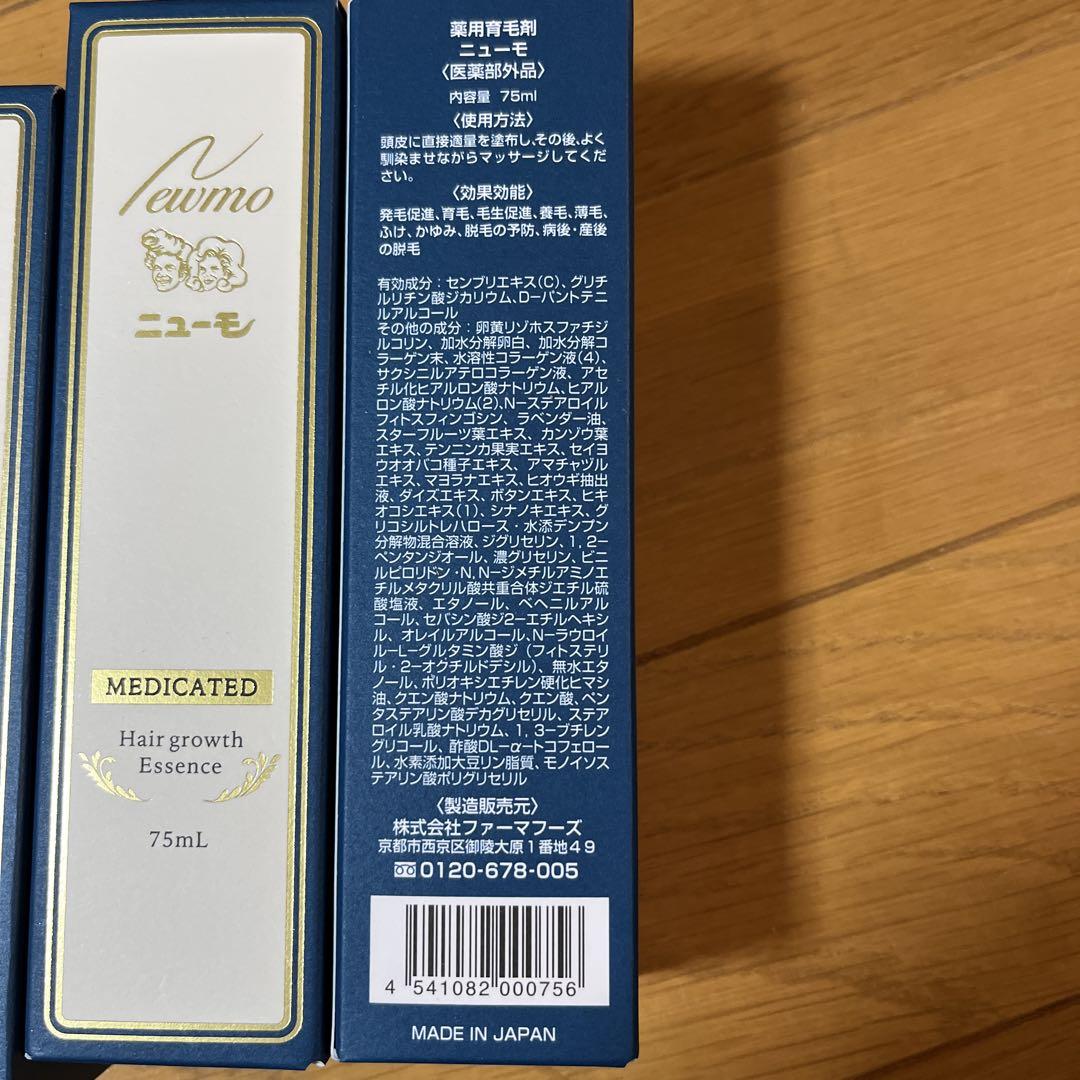 Newmo
ニューモ
MEDICATED
Hair growth
Essence
75mL
薬用育毛剤
ニューモ
〈医薬部外品〉
内容量 75ml
〈使用方法〉
頭皮に直接適量を塗布し、その後、よく
馴染ませながらマッサージしてくだ
さい。
〈効果効能〉
発毛促進、育毛、毛生促進、養毛、薄毛、
ふけ、かゆみ、脱毛の予防、病後・産後
の脱毛
有効成分：センブリエキス(C)、グリチ
ルリチン酸ジカリウム、D-パントテニ
ルアルコール
その他の成分：卵黄リゾホスファチジ
ルコリン、加水分解卵白、加水分解コ
ラーゲン末、水溶性コラーゲン液(4)、
サクシニルアテロコラーゲン液、アセ
チル化ヒアルロン酸ナトリウム、ヒアル
ロン酸ナトリウム(2)、N-ステアロイル
フィトスフィンゴシン、ラベンダー油、
スターフルーツ葉エキス、カンゾウ葉
エキス、テンニンカ果実エキス、セイヨ
ウオオバコ種子エキス、アマチャヅル
エキス、マヨラナエキス、ヒオウギ抽出
液、ダイズエキス、ボタンエキス、ヒキ
オコシエキス(1)、シナノキエキス、グ
リコシルトレハロース・水添デンプン
分解物混合溶液、ジグリセリン、1,2-
ペンタンジオール、濃グリセリン、ビニ
ルピロリドン・N,N-ジメチルアミノエ
チルメタクリル酸共重合体ジエチル硫
酸塩液、エタノール、ベヘニルアル
コール、セバシン酸ジ2-エチルヘキシ
ル、オレイルアルコール、N-ラウロイ
ル-L-グルタミン酸ジ(フィトステリ
ル・2-オクチルドデシル)、無水エタ
ノール、ポリオキシエチレン硬化ヒマシ
油、クエン酸ナトリウム、クエン酸、ペン
タステアリン酸デカグリセリル、ステア
ロイル乳酸ナトリウム、1,3-ブチレン
グリコール、酢酸DL-α-トコフェロー
ル、水素添加大豆リン脂質、モノイソス
テアリン酸ポリグリセリル
〈製造販売元〉
株式会社ファーマフーズ
京都市西京区御陵大原1番地49
0120-678-005
4 541082 000756
MADE IN JAPAN